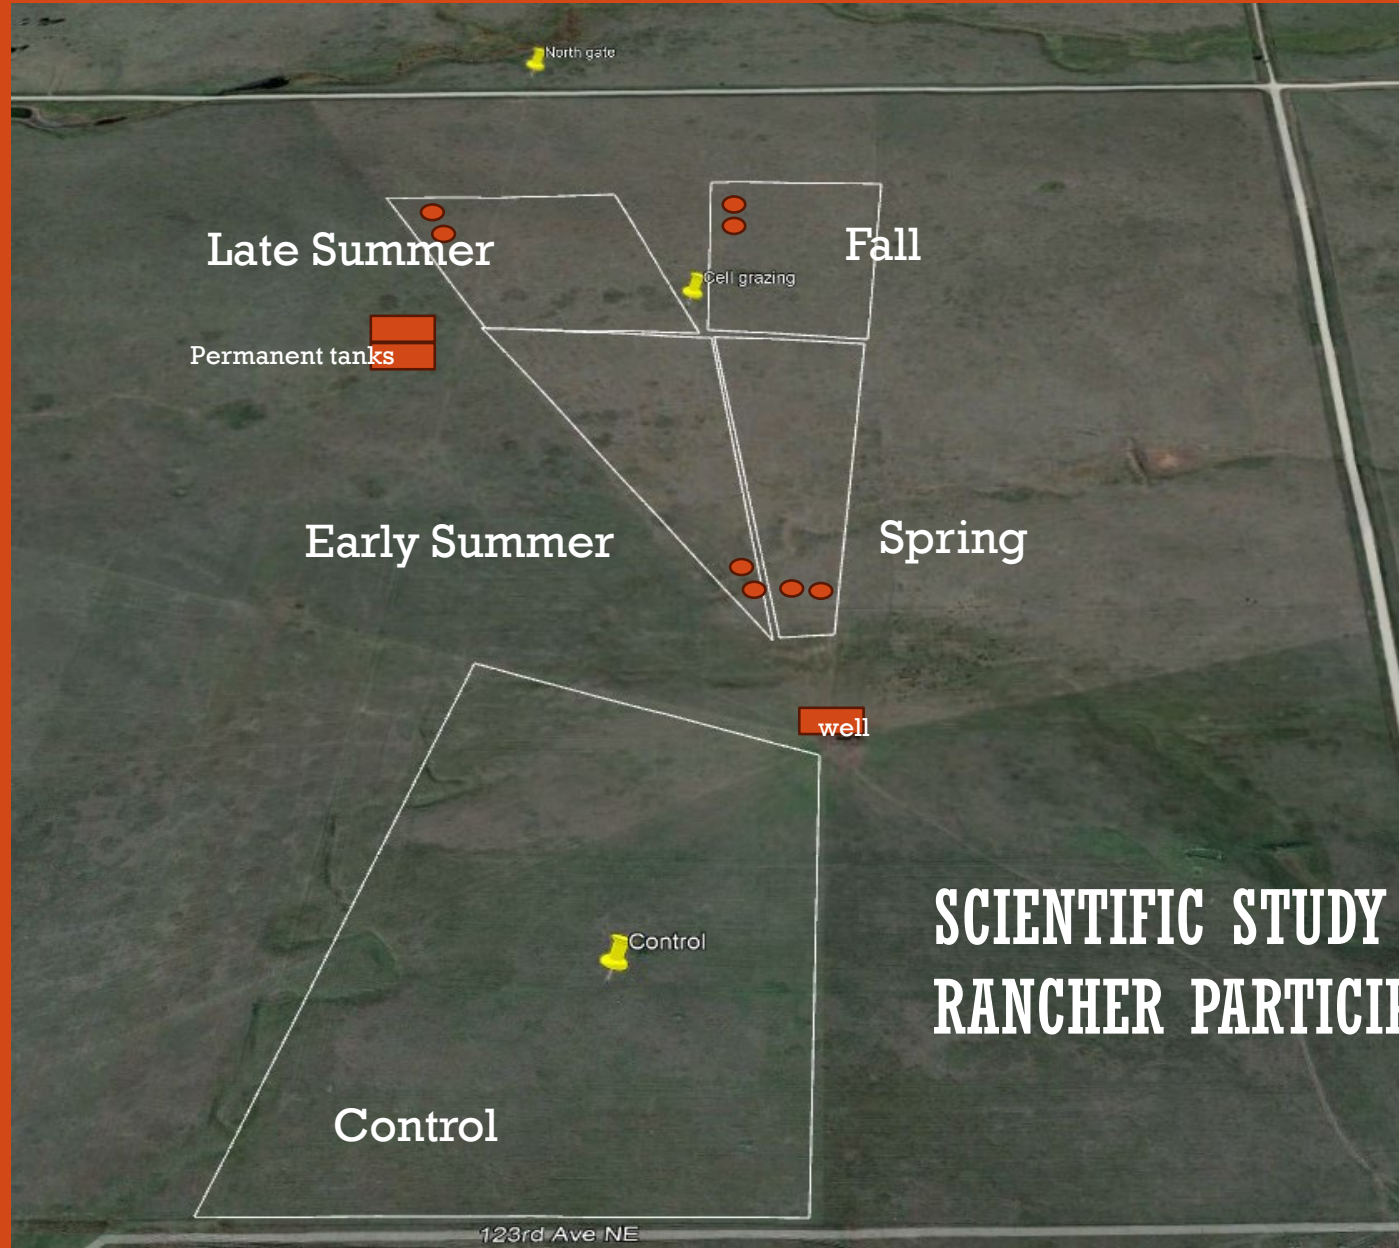 North gate
Late Summer
Fall
Cell grazing
Permanent tanks
Early Summer
Spring
well
SCIENTIFIC STUDY
RANCHER
Control
Control
123rd Ave NE